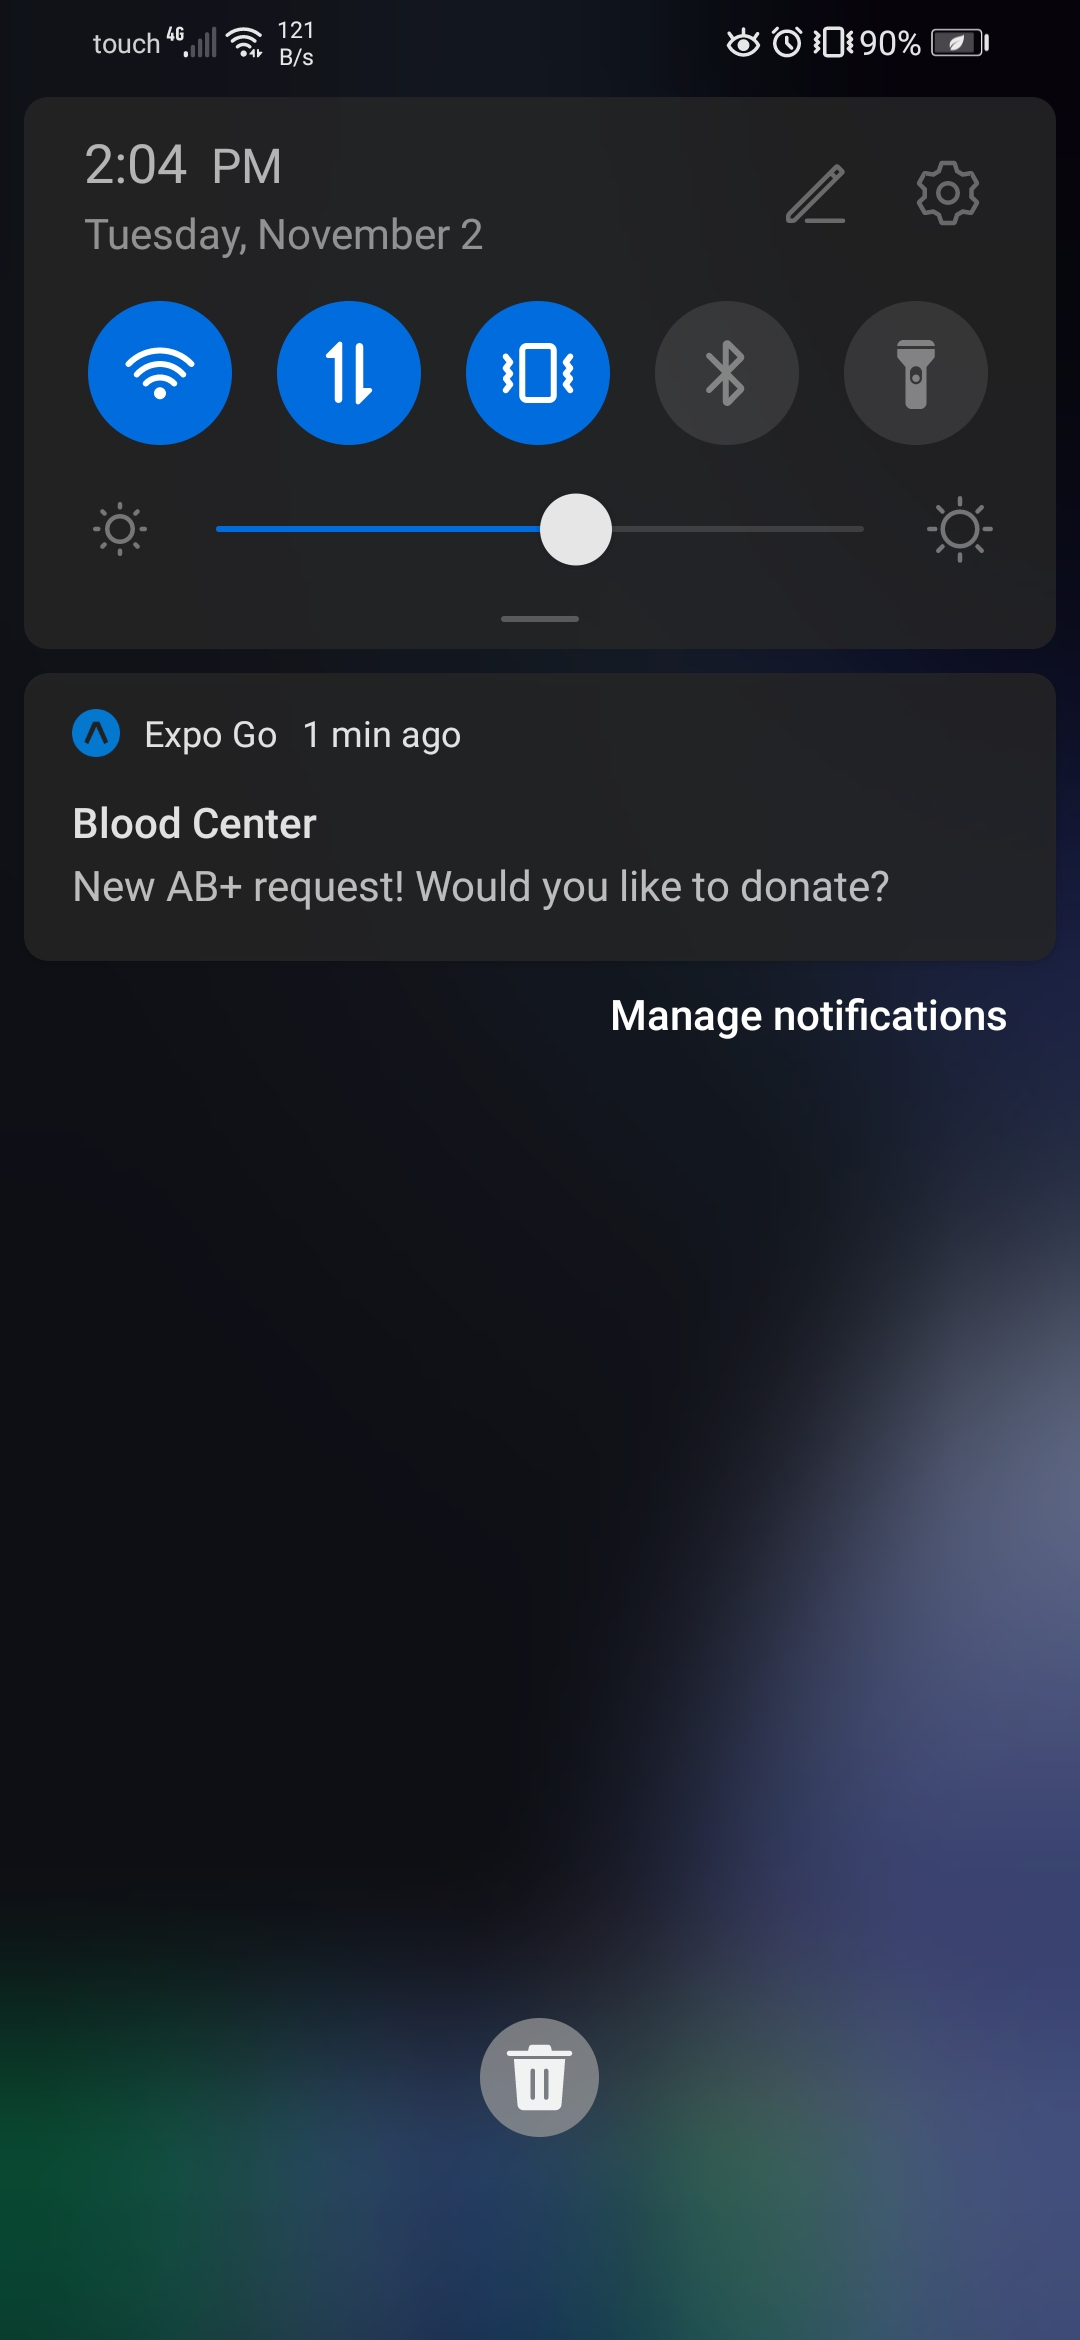 touch 4G 121 B/s 90%
2:04 PM
Tuesday, November 2
Expo Go 1 min ago
Blood Center
New AB+ request! Would you like to donate?
Manage notifications